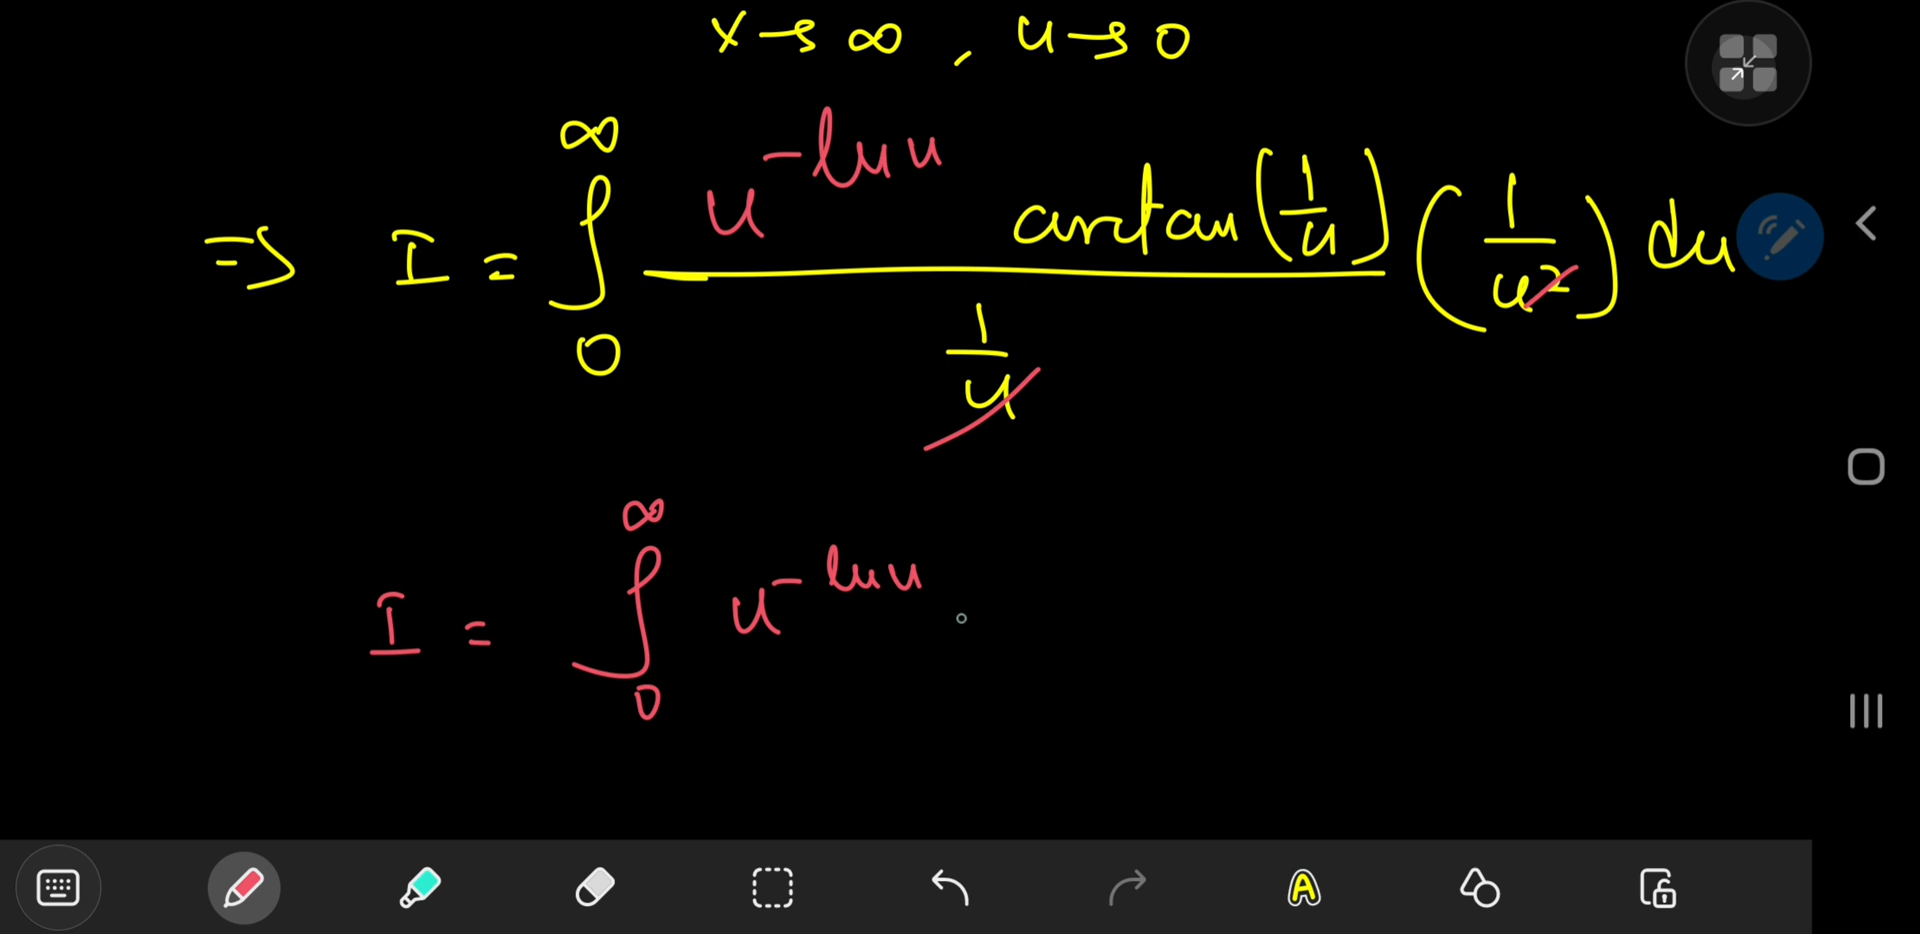 x→∞, u→0
⇒ I = ∫₀^∞ (u^(-ln u) arctan(1/u))/(1/u) (1/u²) du
I = ∫₀^∞ u^(-ln u)
A